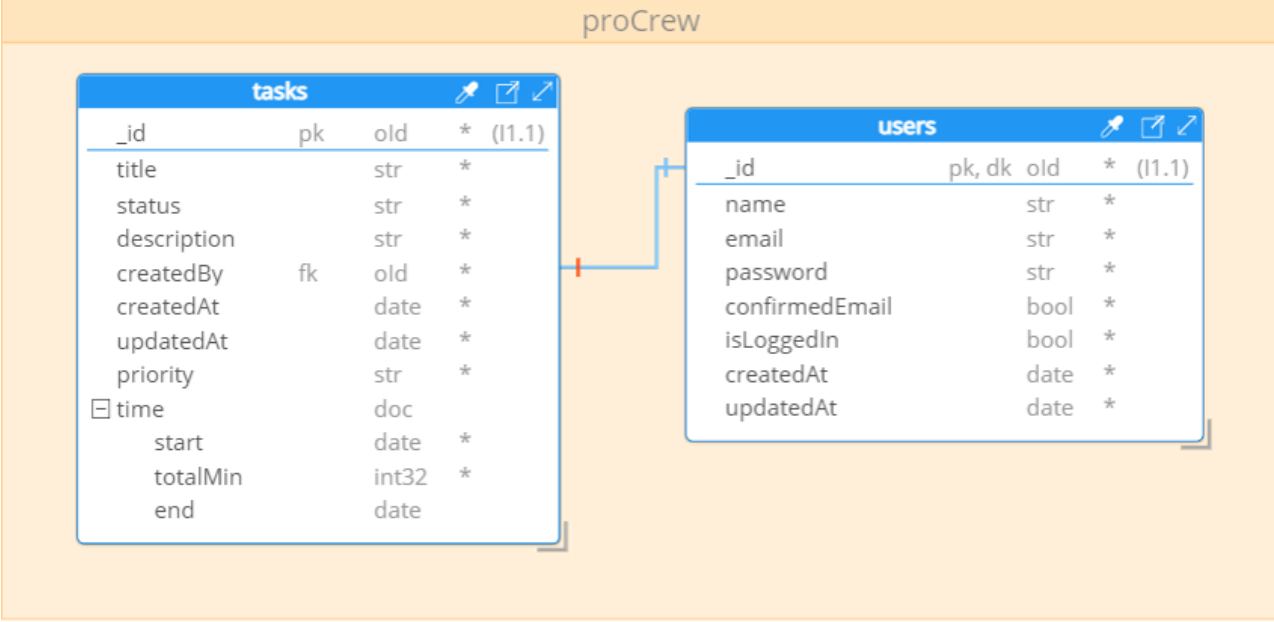 proCrew
tasks
_id pk oId * (I1.1)
title str *
status str *
description str *
createdBy fk oId *
createdAt date *
updatedAt date *
priority str *
time doc
start date *
totalMin int32 *
end date
users
_id pk, dk oId * (I1.1)
name str *
email str *
password str *
confirmedEmail bool *
isLoggedIn bool *
createdAt date *
updatedAt date *